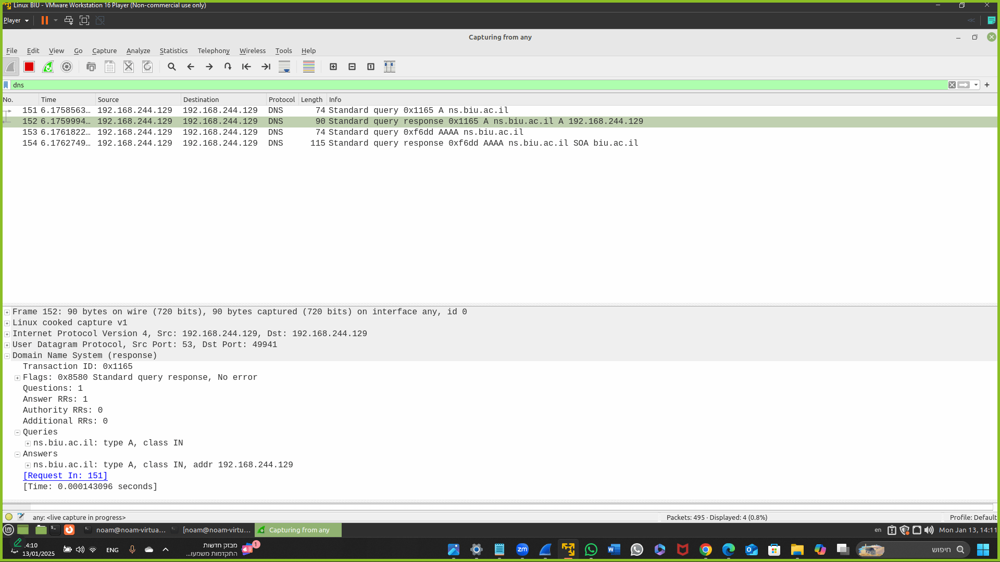 Linux BIU - VMware Workstation 16 Player (Non-commercial use only)
Player
Capturing from any
File Edit View Go Capture Analyze Statistics Telephony Wireless Tools Help
dns
No. Time Source Destination Protocol Length Info
151 6.1758563… 192.168.244.129 192.168.244.129 DNS 74 Standard query 0x1165 A ns.biu.ac.il
152 6.1759994… 192.168.244.129 192.168.244.129 DNS 90 Standard query response 0x1165 A ns.biu.ac.il A 192.168.244.129
153 6.1761822… 192.168.244.129 192.168.244.129 DNS 74 Standard query 0xf6dd AAAA ns.biu.ac.il
154 6.1762749… 192.168.244.129 192.168.244.129 DNS 115 Standard query response 0xf6dd AAAA ns.biu.ac.il SOA biu.ac.il
Frame 152: 90 bytes on wire (720 bits), 90 bytes captured (720 bits) on interface any, id 0
Linux cooked capture v1
Internet Protocol Version 4, Src: 192.168.244.129, Dst: 192.168.244.129
User Datagram Protocol, Src Port: 53, Dst Port: 49941
Domain Name System (response)
Transaction ID: 0x1165
Flags: 0x8580 Standard query response, No error
Questions: 1
Answer RRs: 1
Authority RRs: 0
Additional RRs: 0
Queries
ns.biu.ac.il: type A, class IN
Answers
ns.biu.ac.il: type A, class IN, addr 192.168.244.129
[Request In: 151]
[Time: 0.000143096 seconds]
any: <live capture in progress> Packets: 495 · Displayed: 4 (0.8%) Profile: Default
noam@noam-virtua… [noam@noam-virtu… Capturing from any en Mon Jan 13, 14:11
4:10 ENG מבזק חדשות 1 חיפוש
13/01/2025 התקדמות משמעו...